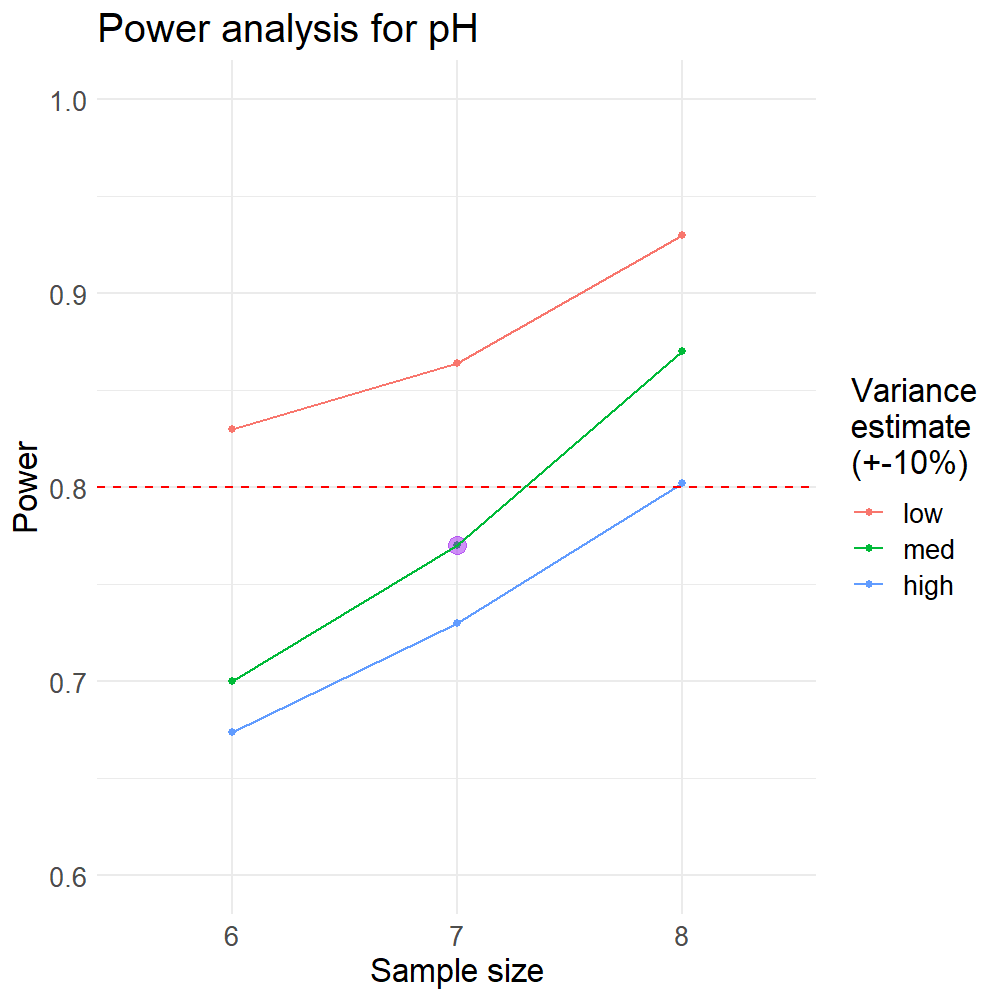 Power analysis for pH
1.0
0.9
0.8
0.7
0.6
Power
6 7 8
Sample size
Variance
estimate
(+-10%)
low
med
high